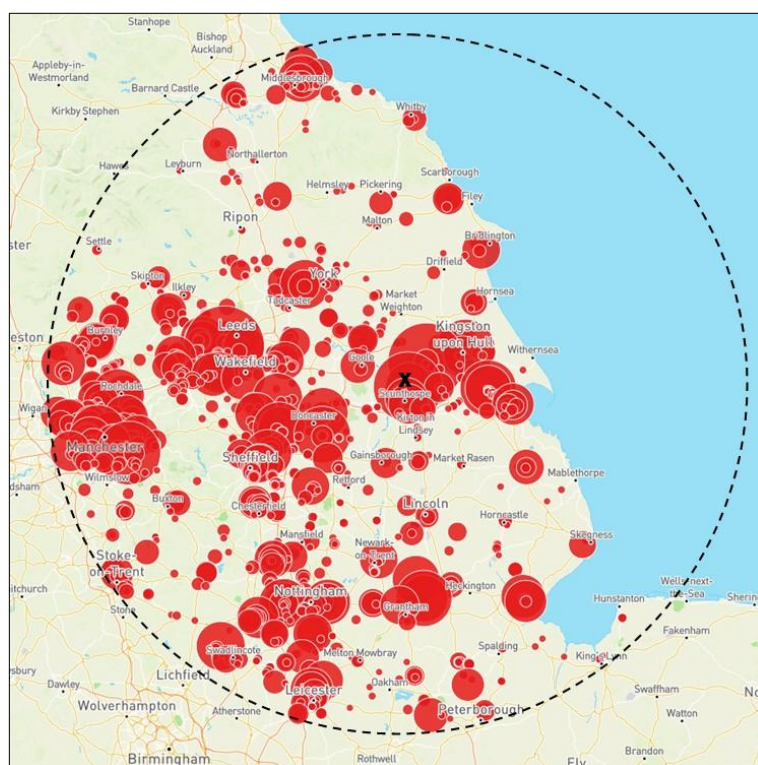 Stanhope
Bishop
Auckland
Appleby-in-
Westmorland
Middlesbrough
Barnard Castle
Kirkby Stephen
Whitby
Northallerton
Hawes
Leyburn
Scarborough
Helmsley
Pickering
Filey
Ripon
Malton
Settle
Bridlington
Driffield
Skipton
York
Ilkley
Hornsea
Tadcaster
Market
Weighton
Burnley
Leeds
Kingston
upon Hull
Withernsea
Wakefield
Goole
x
Rochdale
Scunthorpe
Wigan
Doncaster
Kirton in
Lindsey
Manchester
Sheffield
Gainsborough
Market Rasen
Wilmslow
Retford
Mablethorpe
Buxton
Chesterfield
Lincoln
Horncastle
Mansfield
Skegness
Newark-
on-Trent
Stoke-
on-Trent
Heckington
Wells-next-
the-Sea
Nottingham
Hunstanton
Grantham
Stone
Fakenham
Spalding
King's Lynn
Swadlincote
Melton Mowbray
Dawley
Lichfield
Oakham
Leicester
Swaffham
Wolverhampton
Atherstone
Peterborough
Watton
Birmingham
Rothwell
Brandon